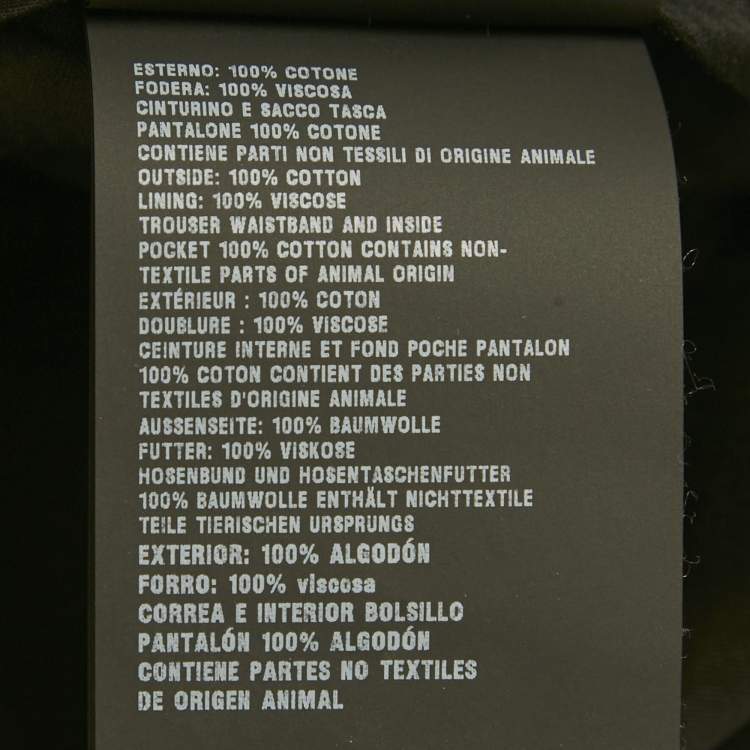 ESTERNO: 100% COTONE
FODERA: 100% VISCOSA
CINTURINO E SACCO TASCA
PANTALONE 100% COTONE
CONTIENE PARTI NON TESSILI DI ORIGINE ANIMALE
OUTSIDE: 100% COTTON
LINING: 100% VISCOSE
TROUSER WAISTBAND AND INSIDE
POCKET 100% COTTON CONTAINS NON-
TEXTILE PARTS OF ANIMAL ORIGIN
EXTÉRIEUR : 100% COTON
DOUBLURE : 100% VISCOSE
CEINTURE INTERNE ET FOND POCHE PANTALON
100% COTON CONTIENT DES PARTIES NON
TEXTILES D'ORIGINE ANIMALE
AUSSENSEITE: 100% BAUMWOLLE
FUTTER: 100% VISKOSE
HOSENBUND UND HOSENTASCHENFUTTER
100% BAUMWOLLE ENTHÄLT NICHTTEXTILE
TEILE TIERISCHEN URSPRUNGS
EXTERIOR: 100% ALGODÓN
FORRO: 100% viscosa
CORREA E INTERIOR BOLSILLO
PANTALÓN 100% ALGODÓN
CONTIENE PARTES NO TEXTILES
DE ORIGEN ANIMAL